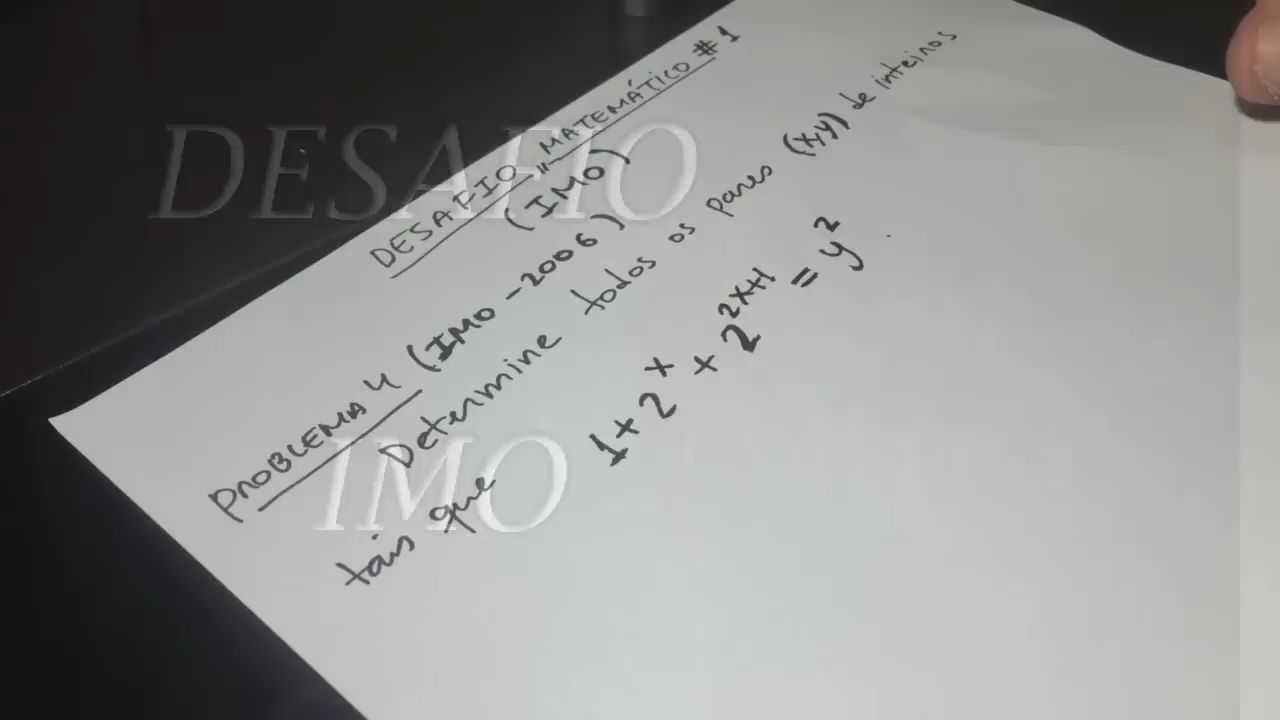 DESAFIO MATEMÁTICO #1
(IMO)
PROBLEMA 4 (IMO - 2006)
Determine todos os pares (x,y) de inteiros
tais que
1 + 2^x + 2^{2x+1} = y^2.
DESAFIO
IMO